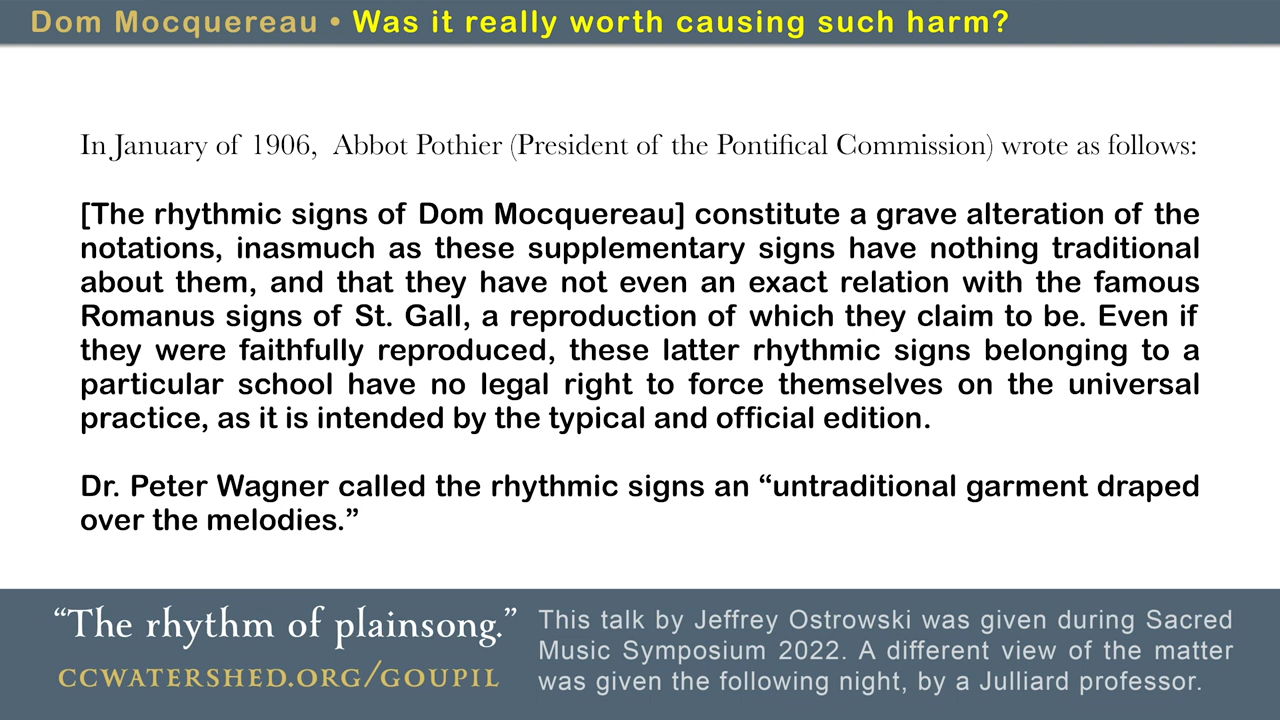 Dom Mocquereau • Was it really worth causing such harm?
In January of 1906, Abbot Pothier (President of the Pontifical Commission) wrote as follows:
[The rhythmic signs of Dom Mocquereau] constitute a grave alteration of the
notations, inasmuch as these supplementary signs have nothing traditional
about them, and that they have not even an exact relation with the famous
Romanus signs of St. Gall, a reproduction of which they claim to be. Even if
they were faithfully reproduced, these latter rhythmic signs belonging to a
particular school have no legal right to force themselves on the universal
practice, as it is intended by the typical and official edition.
Dr. Peter Wagner called the rhythmic signs an “untraditional garment draped
over the melodies.”
“The rhythm of plainsong.”
CCWATERSHED.ORG/GOUPIL
This talk by Jeffrey Ostrowski was given during Sacred
Music Symposium 2022. A different view of the matter
was given the following night, by a Julliard professor.